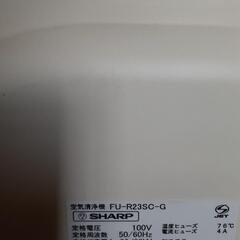 空気清浄機 FU-R23SC-G
SHARP
JET
定格電圧 100V
定格周波数 50/60Hz
温度ヒューズ 76℃
電流ヒューズ 4A